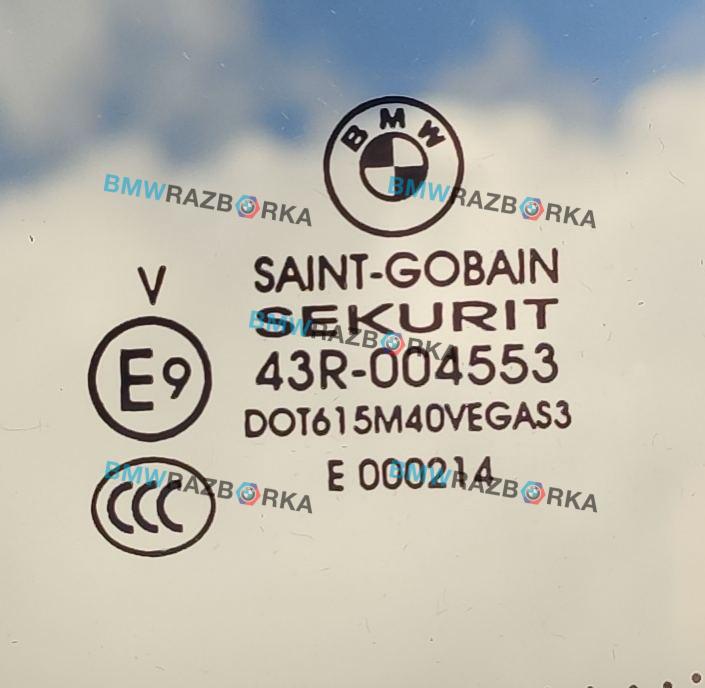 BMW
BMWRAZBORKA
BMWRAZBORKA
V
SAINT-GOBAIN
SEKURIT
BMWRAZBORKA
E9
43R-004553
DOT615M40VEGAS3
E 000214
BMWRAZBORKA
BMWRAZBORKA
CCC